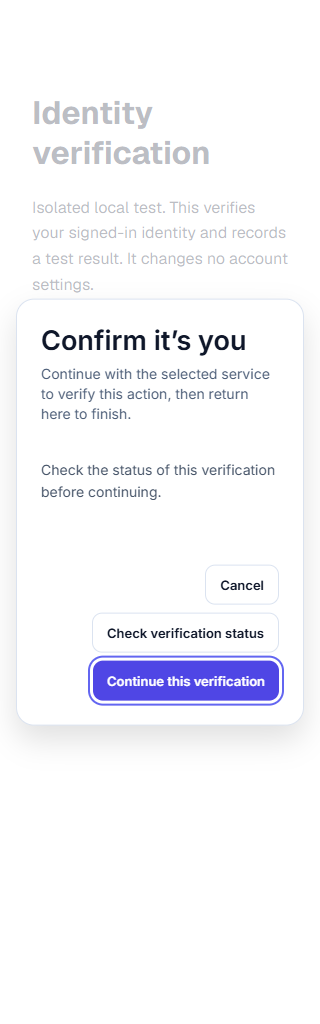 Identity
verification
Isolated local test. This verifies
your signed-in identity and records
a test result. It changes no account
settings.
Confirm it’s you
Continue with the selected service
to verify this action, then return
here to finish.
Check the status of this verification
before continuing.
Cancel
Check verification status
Continue this verification